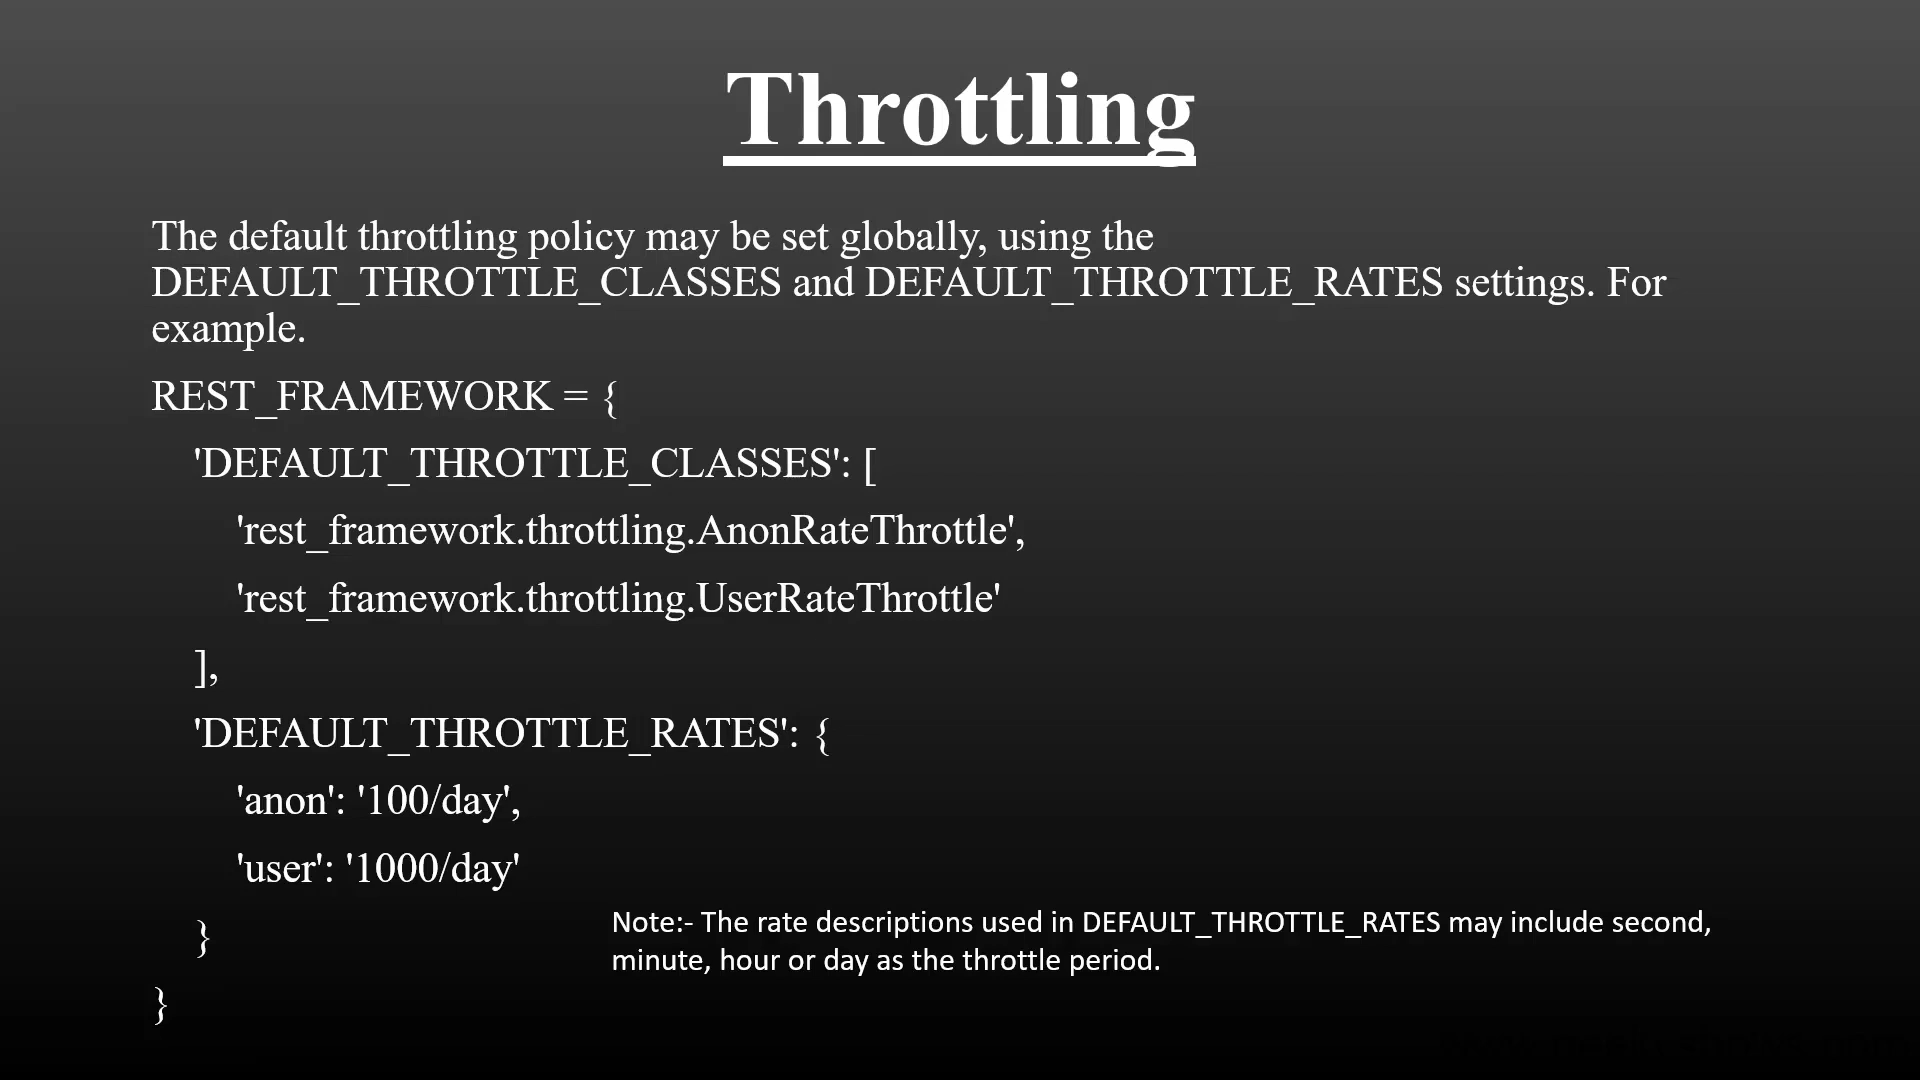 Throttling
The default throttling policy may be set globally, using the
DEFAULT_THROTTLE_CLASSES and DEFAULT_THROTTLE_RATES settings. For
example.
REST_FRAMEWORK = {
'DEFAULT_THROTTLE_CLASSES': [
'rest_framework.throttling.AnonRateThrottle',
'rest_framework.throttling.UserRateThrottle'
],
'DEFAULT_THROTTLE_RATES': {
'anon': '100/day',
'user': '1000/day'
}
Note:- The rate descriptions used in DEFAULT_THROTTLE_RATES may include second,
minute, hour or day as the throttle period.
}